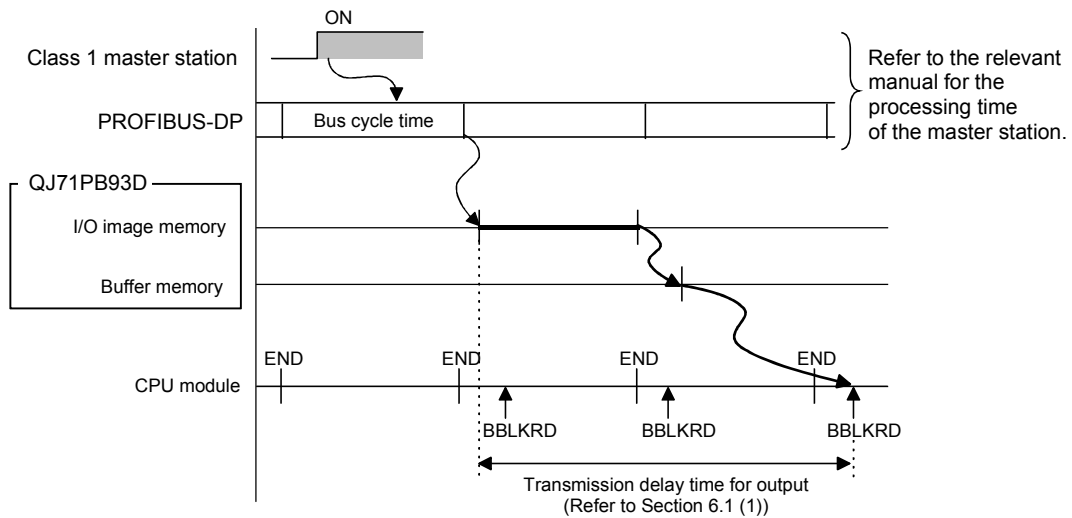 ON
Class 1 master station
Refer to the relevant
manual for the
processing time
of the master station.
PROFIBUS-DP
Bus cycle time
QJ71PB93D
I/O image memory
Buffer memory
END
END
END
END
CPU module
BBLKRD
BBLKRD
BBLKRD
Transmission delay time for output
(Refer to Section 6.1 (1))